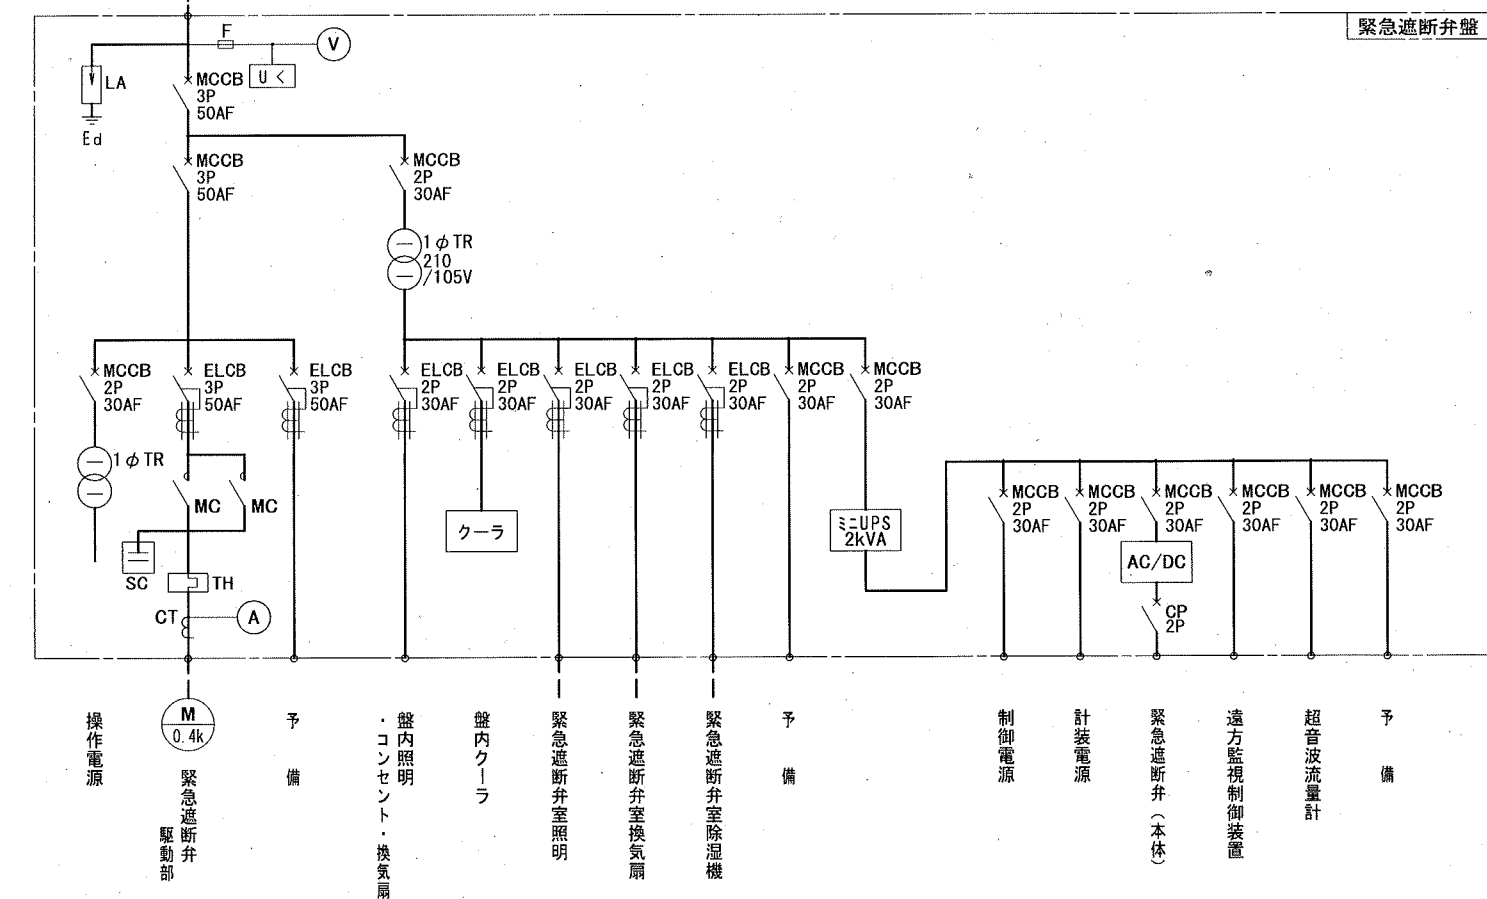 緊急遮断弁盤
F
V
U <
LA
Ed
MCCB
3P
50AF
MCCB
3P
50AF
MCCB
2P
30AF
1φTR
210
/105V
MCCB
2P
30AF
ELCB
3P
50AF
ELCB
3P
50AF
ELCB
2P
30AF
ELCB
2P
30AF
ELCB
2P
30AF
ELCB
2P
30AF
ELCB
2P
30AF
MCCB
2P
30AF
MCCB
2P
30AF
1φTR
MC
MC
SC
TH
CT
A
クーラ
ミニUPS
2kVA
MCCB
2P
30AF
MCCB
2P
30AF
MCCB
2P
30AF
MCCB
2P
30AF
MCCB
2P
30AF
MCCB
2P
30AF
AC/DC
CP
2P
操作電源
M
0.4k
緊急遮断弁
駆動部
予備
盤内照明
・コンセント・換気扇
盤内クーラ
緊急遮断弁室照明
緊急遮断弁室換気扇
緊急遮断弁室除湿機
予備
制御電源
計装電源
緊急遮断弁（本体）
遠方監視制御装置
超音波流量計
予備